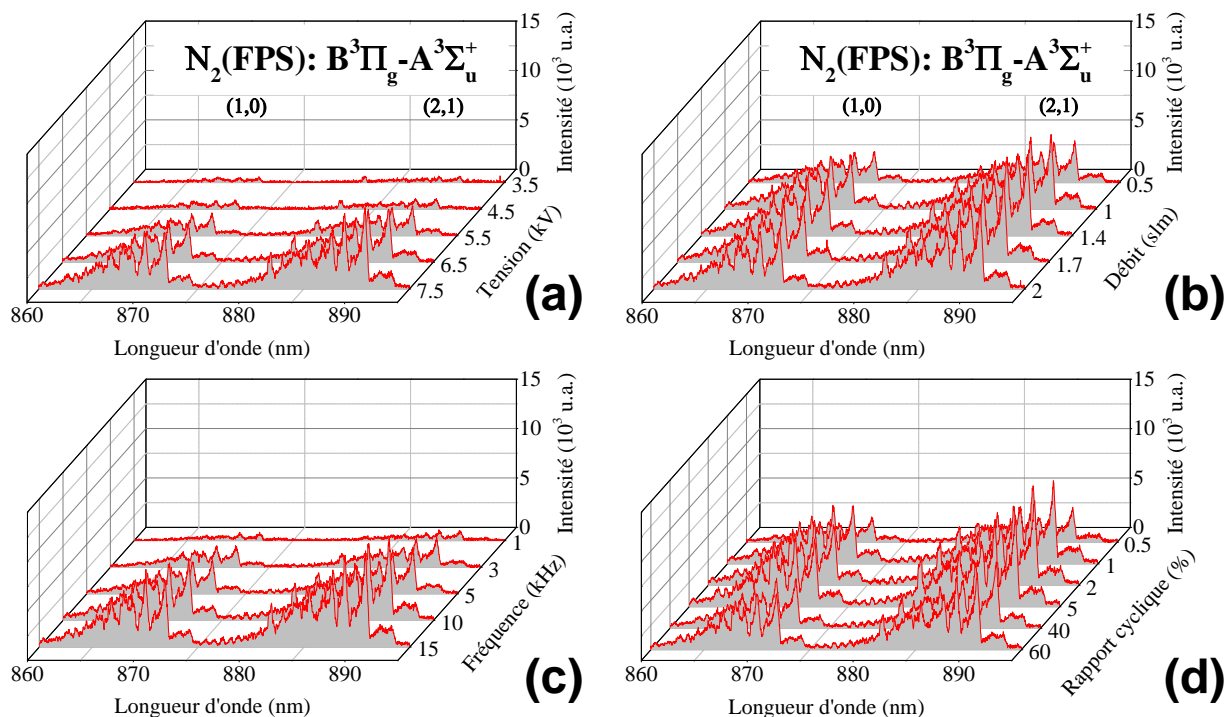 N2(FPS): B³Πg-A³Σu⁺
(1,0) (2,1)
15
10
5
0
Intensité (10³ u.a.)
3.5
4.5
5.5
6.5
7.5
Tension (kV)
860 870 880 890
Longueur d'onde (nm)
(a)
N2(FPS): B³Πg-A³Σu⁺
(1,0) (2,1)
15
10
5
0
Intensité (10³ u.a.)
0.5
1
1.4
1.7
2
Débit (slm)
860 870 880 890
Longueur d'onde (nm)
(b)
15
10
5
0
Intensité (10³ u.a.)
1
3
5
10
15
Fréquence (kHz)
860 870 880 890
Longueur d'onde (nm)
(c)
15
10
5
0
Intensité (10³ u.a.)
0.5
1
2
5
40
60
Rapport cyclique (%)
860 870 880 890
Longueur d'onde (nm)
(d)